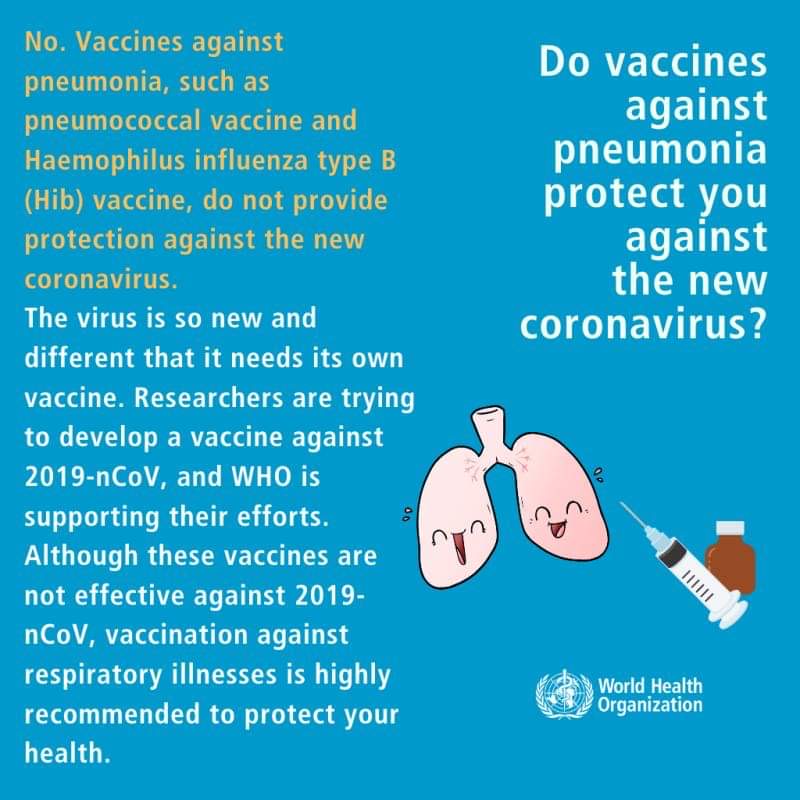 Do vaccines
against
pneumonia
protect you
against
the new
coronavirus?
No. Vaccines against
pneumonia, such as
pneumococcal vaccine and
Haemophilus influenza type B
(Hib) vaccine, do not provide
protection against the new
coronavirus.
The virus is so new and
different that it needs its own
vaccine. Researchers are trying
to develop a vaccine against
2019-nCoV, and WHO is
supporting their efforts.
Although these vaccines are
not effective against 2019-
nCoV, vaccination against
respiratory illnesses is highly
recommended to protect your
health.
World Health
Organization